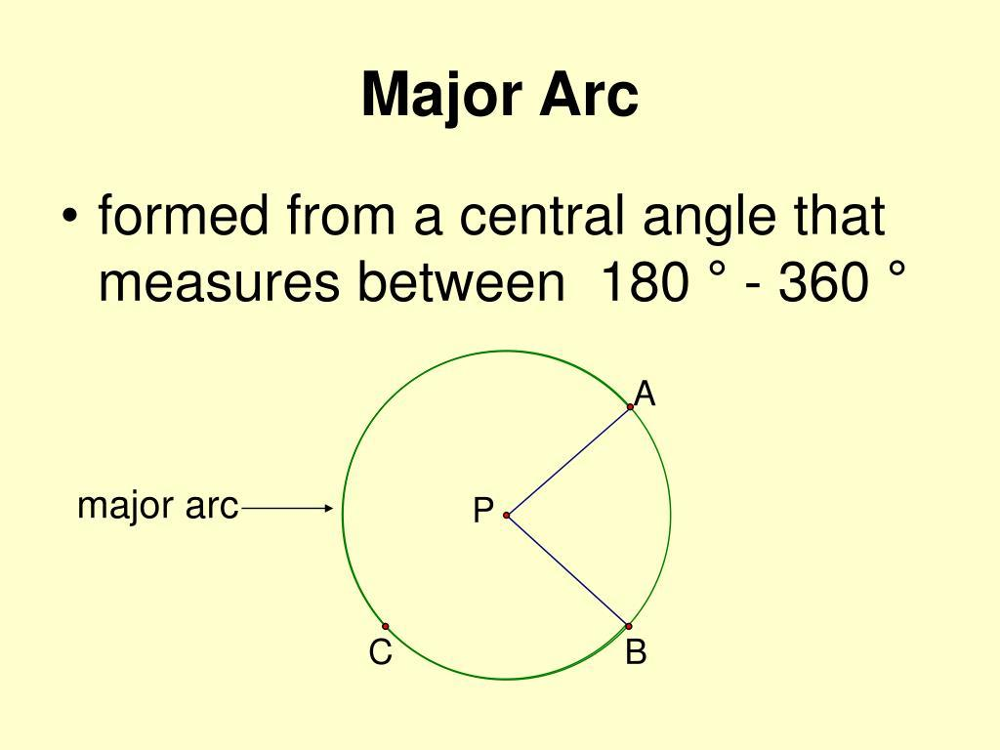 Major Arc
• formed from a central angle that
measures between  180 ° - 360 °
A
major arc
P
C
B